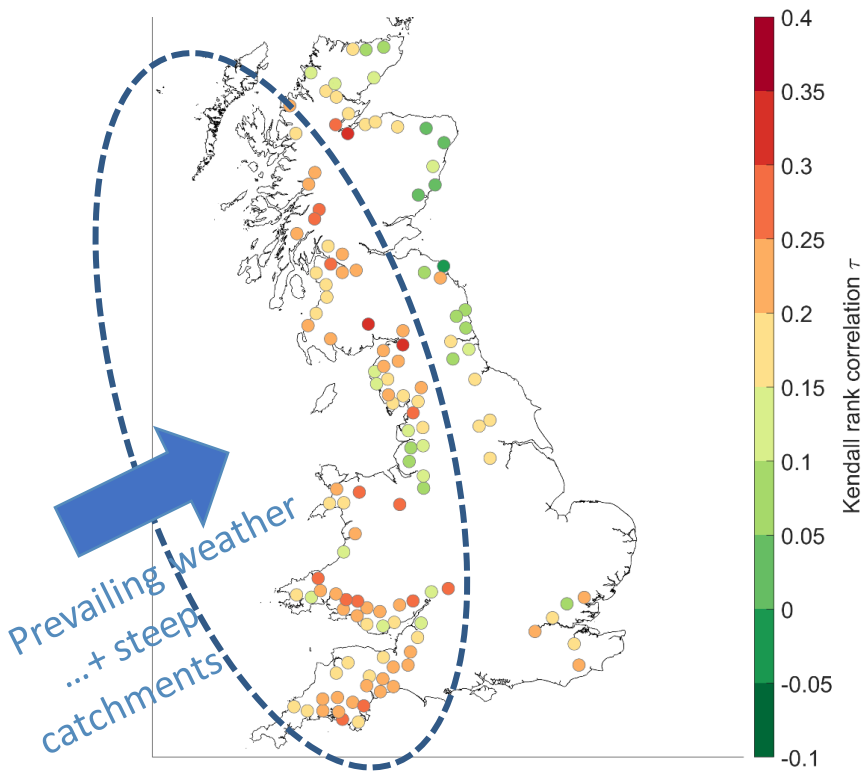 0.4
0.35
0.3
0.25
0.2
0.15
0.1
0.05
0
-0.05
-0.1
Kendall rank correlation τ
Prevailing weather
...+ steep
catchments